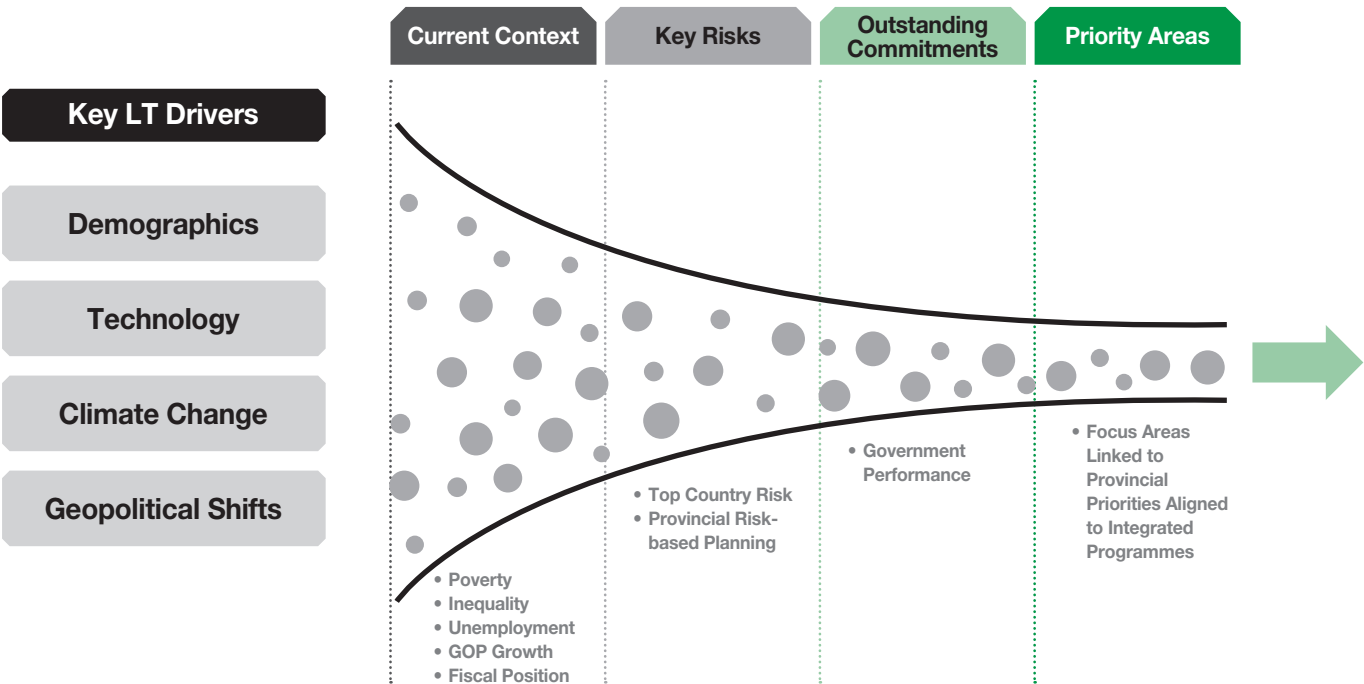 Current Context
Key Risks
Outstanding
Commitments
Priority Areas
Key LT Drivers
Demographics
Technology
Climate Change
Geopolitical Shifts
• Poverty
• Inequality
• Unemployment
• GOP Growth
• Fiscal Position
• Top Country Risk
• Provincial Risk-
based Planning
• Government
Performance
• Focus Areas
Linked to
Provincial
Priorities Aligned
to Integrated
Programmes